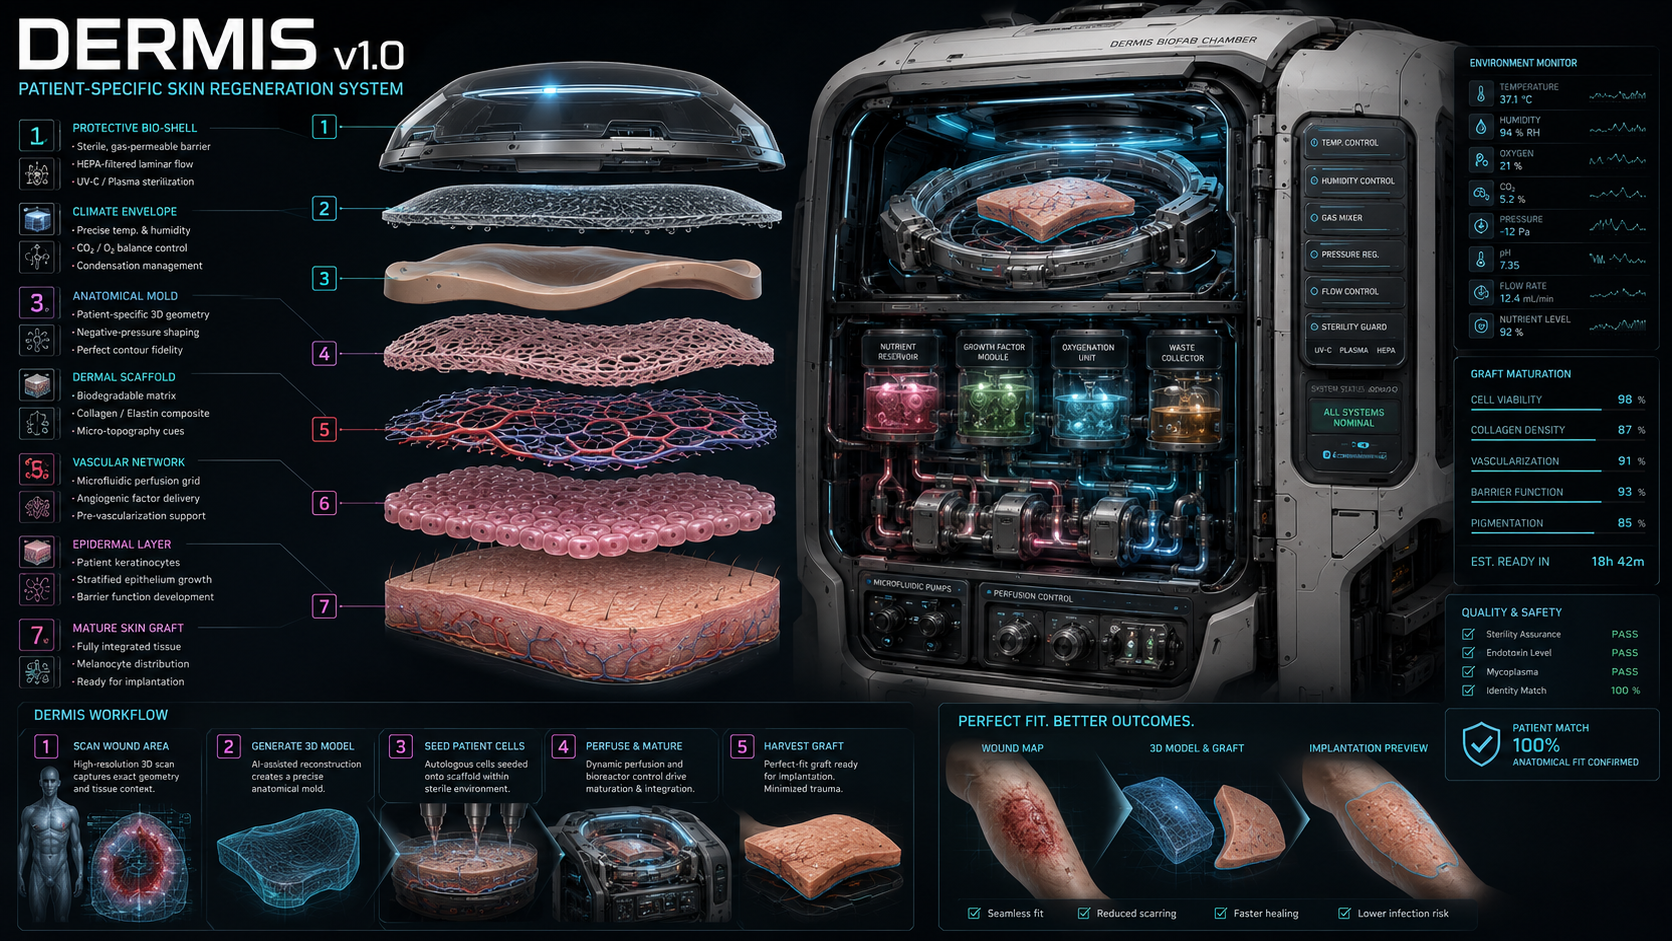 DERMIS v1.0
PATIENT-SPECIFIC SKIN REGENERATION SYSTEM
1
PROTECTIVE BIO-SHELL
• Sterile, gas-permeable barrier
• HEPA-filtered laminar flow
• UV-C / Plasma sterilization
CLIMATE ENVELOPE
• Precise temp. & humidity
• CO₂ / O₂ balance control
• Condensation management
3
ANATOMICAL MOLD
• Patient-specific 3D geometry
• Negative-pressure shaping
• Perfect contour fidelity
DERMAL SCAFFOLD
• Biodegradable matrix
• Collagen / Elastin composite
• Micro-topography cues
5
VASCULAR NETWORK
• Microfluidic perfusion grid
• Angiogenic factor delivery
• Pre-vascularization support
EPIDERMAL LAYER
• Patient keratinocytes
• Stratified epithelium growth
• Barrier function development
7
MATURE SKIN GRAFT
• Fully integrated tissue
• Melanocyte distribution
• Ready for implantation
1
2
3
4
5
6
7
DERMIS BIOFAB CHAMBER
NUTRIENT
RESERVOIR
GROWTH FACTOR
MODULE
OXYGENATION
UNIT
WASTE
COLLECTOR
MICROFLUIDIC PUMPS
PERFUSION CONTROL
TEMP. CONTROL
HUMIDITY CONTROL
GAS MIXER
PRESSURE REG.
FLOW CONTROL
STERILITY GUARD
UV-C PLASMA HEPA
SYSTEM STATUS
ALL SYSTEMS
NOMINAL
ENVIRONMENT MONITOR
TEMPERATURE
37.1 °C
HUMIDITY
94 % RH
OXYGEN
21 %
CO₂
5.2 %
PRESSURE
-12 Pa
pH
7.35
FLOW RATE
12.4 mL/min
NUTRIENT LEVEL
92 %
GRAFT MATURATION
CELL VIABILITY 98 %
COLLAGEN DENSITY 87 %
VASCULARIZATION 91 %
BARRIER FUNCTION 93 %
PIGMENTATION 85 %
EST. READY IN 18h 42m
QUALITY & SAFETY
Sterility Assurance PASS
Endotoxin Level PASS
Mycoplasma PASS
Identity Match 100 %
PATIENT MATCH
100%
ANATOMICAL FIT CONFIRMED
DERMIS WORKFLOW
1 SCAN WOUND AREA
High-resolution 3D scan
captures exact geometry
and tissue context.
2 GENERATE 3D MODEL
AI-assisted reconstruction
creates a precise
anatomical mold.
3 SEED PATIENT CELLS
Autologous cells seeded
onto scaffold within
sterile environment.
4 PERFUSE & MATURE
Dynamic perfusion and
bioreactor control drive
maturation & integration.
5 HARVEST GRAFT
Perfect-fit graft ready
for implantation.
Minimized trauma.
PERFECT FIT. BETTER OUTCOMES.
WOUND MAP
3D MODEL & GRAFT
IMPLANTATION PREVIEW
Seamless fit
Reduced scarring
Faster healing
Lower infection risk